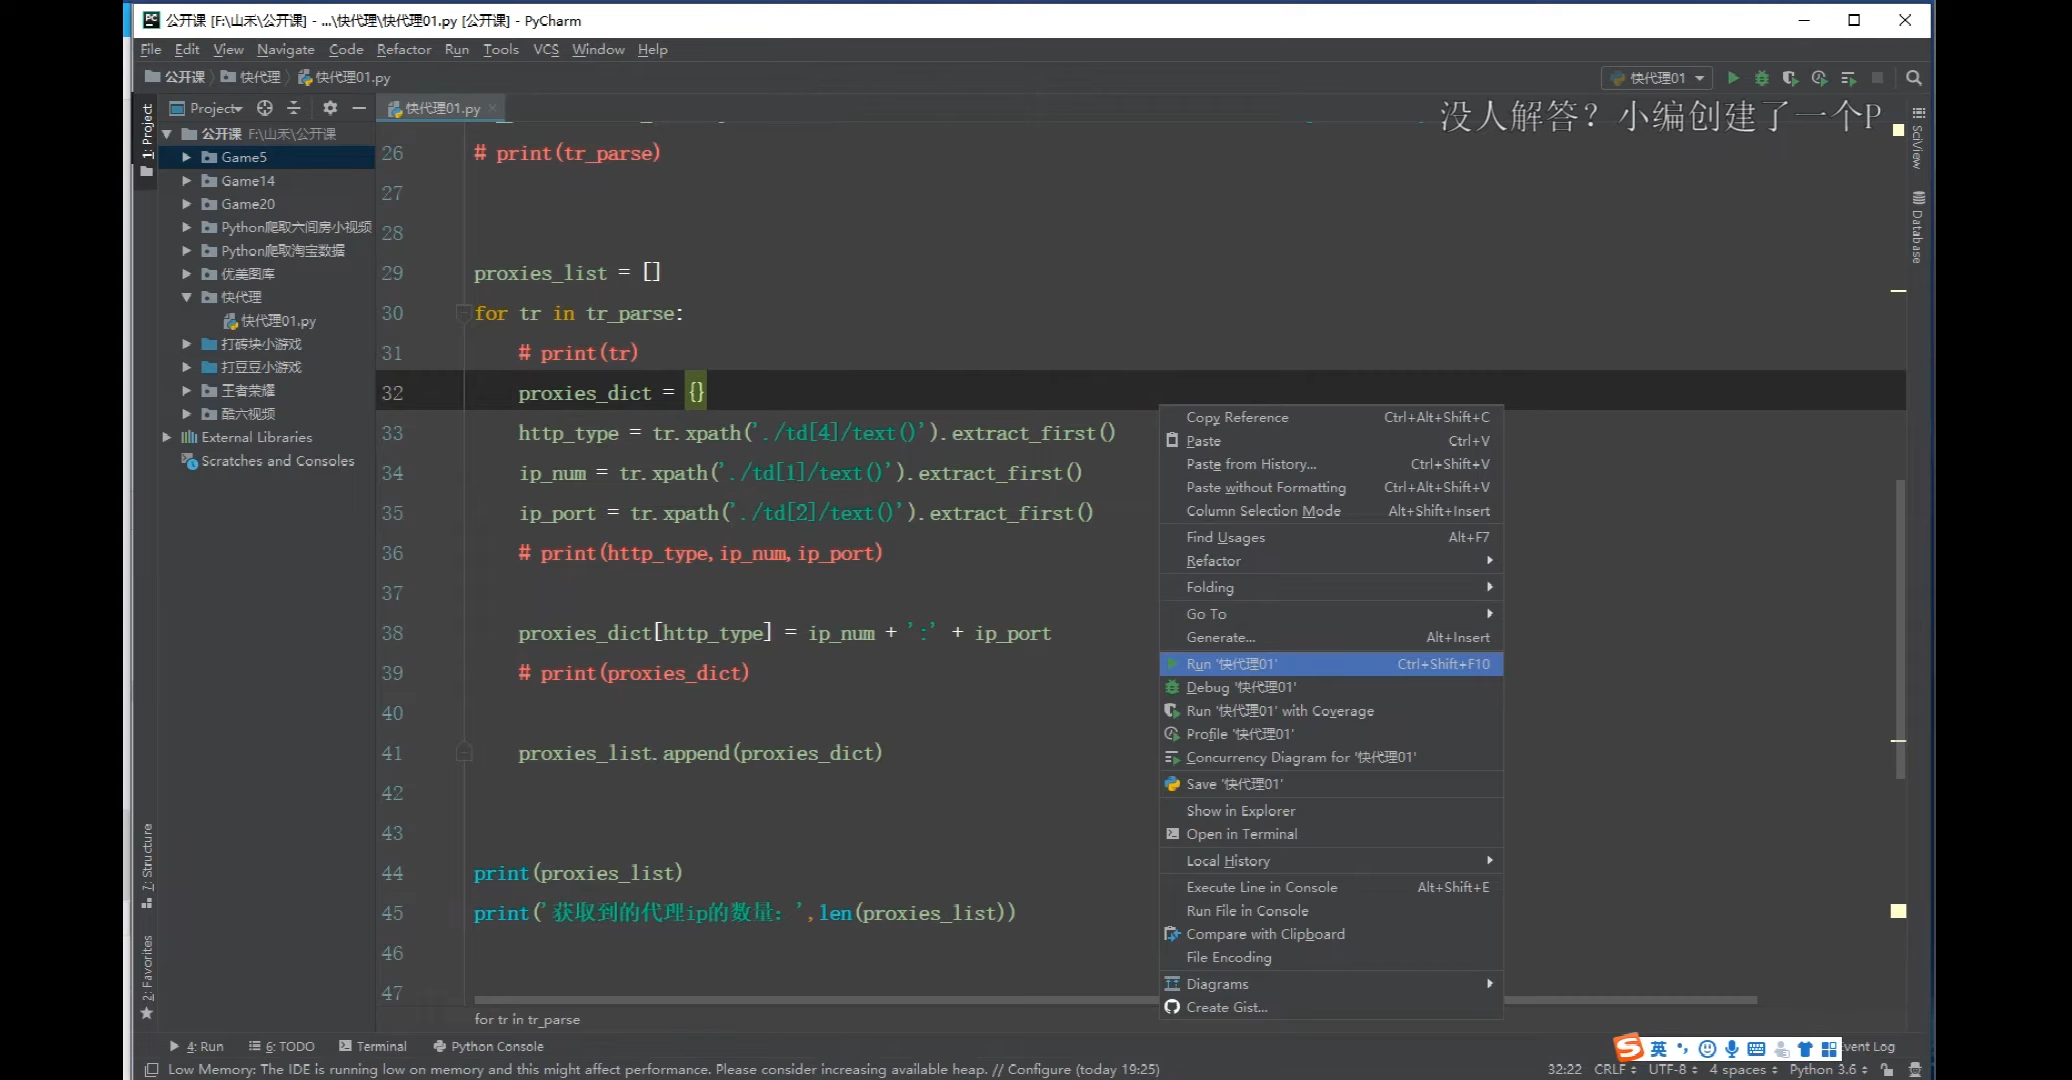 公开课 [F:\山禾\公开课] - ...\快代理\快代理01.py [公开课] - PyCharm
File Edit View Navigate Code Refactor Run Tools VCS Window Help
公开课 快代理 快代理01.py
快代理01
Project
快代理01.py
没人解答？小编创建了一个P
1: Project
公开课 F:\山禾\公开课
Game5
Game14
Game20
Python爬取六间房小视频
Python爬取淘宝数据
优美图库
快代理
快代理01.py
打砖块小游戏
打豆豆小游戏
王者荣耀
酷六视频
External Libraries
Scratches and Consoles
7: Structure
2: Favorites
SciView
Database
26 # print(tr_parse)
27
28
29 proxies_list = []
30 for tr in tr_parse:
31 # print(tr)
32 proxies_dict = {}
33 http_type = tr.xpath('./td[4]/text()').extract_first()
34 ip_num = tr.xpath('./td[1]/text()').extract_first()
35 ip_port = tr.xpath('./td[2]/text()').extract_first()
36 # print(http_type,ip_num,ip_port)
37
38 proxies_dict[http_type] = ip_num + ':' + ip_port
39 # print(proxies_dict)
40
41 proxies_list.append(proxies_dict)
42
43
44 print(proxies_list)
45 print('获取到的代理ip的数量：',len(proxies_list))
46
47
for tr in tr_parse
Copy Reference Ctrl+Alt+Shift+C
Paste Ctrl+V
Paste from History... Ctrl+Shift+V
Paste without Formatting Ctrl+Alt+Shift+V
Column Selection Mode Alt+Shift+Insert
Find Usages Alt+F7
Refactor
Folding
Go To
Generate... Alt+Insert
Run '快代理01' Ctrl+Shift+F10
Debug '快代理01'
Run '快代理01' with Coverage
Profile '快代理01'
Concurrency Diagram for '快代理01'
Save '快代理01'
Show in Explorer
Open in Terminal
Local History
Execute Line in Console Alt+Shift+E
Run File in Console
Compare with Clipboard
File Encoding
Diagrams
Create Gist...
4: Run 6: TODO Terminal Python Console
英
vent Log
Low Memory: The IDE is running low on memory and this might affect performance. Please consider increasing available heap. // Configure (today 19:25)
32:22 CRLF UTF-8 4 spaces Python 3.6